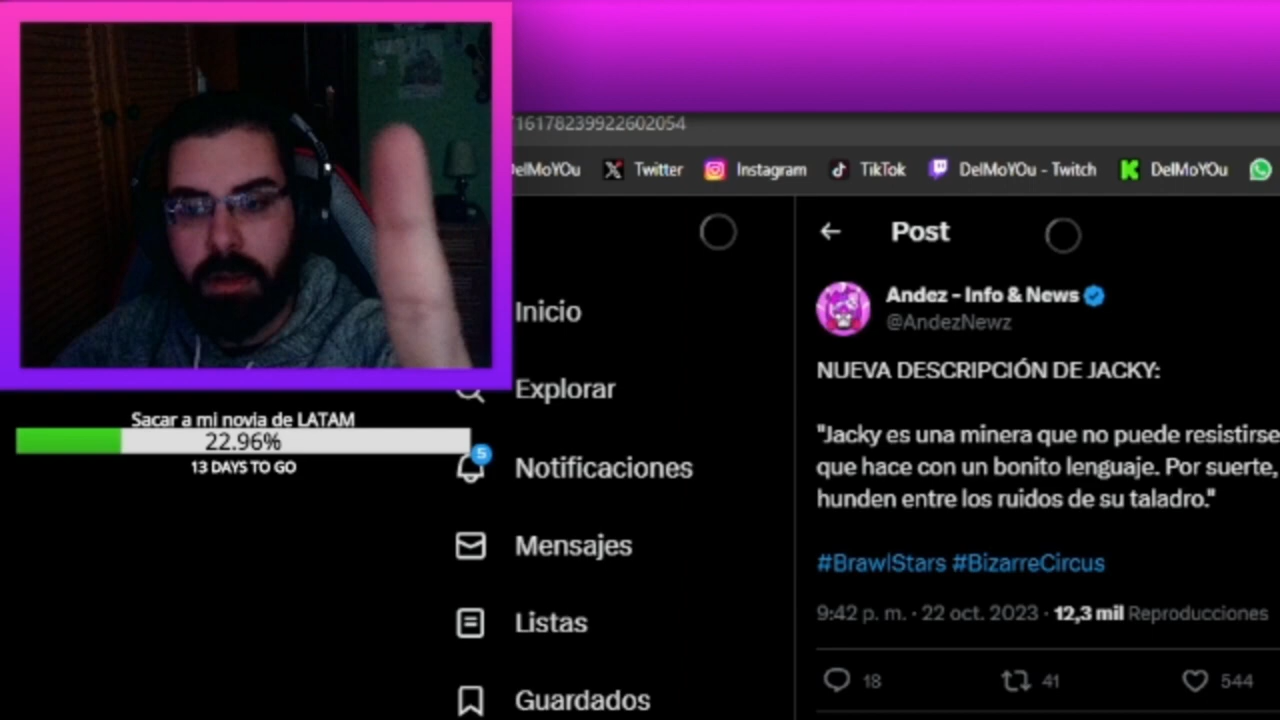 16178239922602054
DelMoYOu Twitter Instagram TikTok DelMoYOu - Twitch DelMoYOu
Post
Andez - Info & News
@AndezNewz
Inicio
Explorar
5
Notificaciones
Mensajes
Listas
Guardados
Sacar a mi novia de LATAM
22.96%
13 DAYS TO GO
NUEVA DESCRIPCIÓN DE JACKY:
"Jacky es una minera que no puede resistirse
que hace con un bonito lenguaje. Por suerte,
hunden entre los ruidos de su taladro."
#BrawlStars #BizarreCircus
9:42 p. m. · 22 oct. 2023 · 12,3 mil Reproducciones
18 41 544